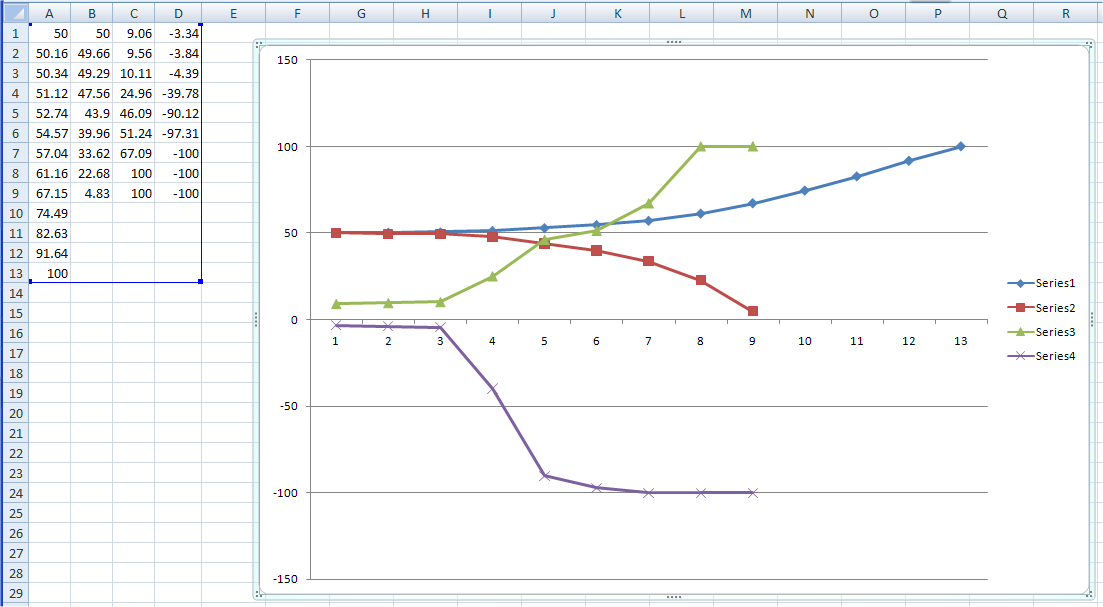 A B C D E F G H I J K L M N O P Q R
1 50 50 9.06 -3.34
2 50.16 49.66 9.56 -3.84
3 50.34 49.29 10.11 -4.39
4 51.12 47.56 24.96 -39.78
5 52.74 43.9 46.09 -90.12
6 54.57 39.96 51.24 -97.31
7 57.04 33.62 67.09 -100
8 61.16 22.68 100 -100
9 67.15 4.83 100 -100
10 74.49
11 82.63
12 91.64
13 100
14
15
16
17
18
19
20
21
22
23
24
25
26
27
28
29
150
100
50
0
-50
-100
-150
1 2 3 4 5 6 7 8 9 10 11 12 13
Series1
Series2
Series3
Series4